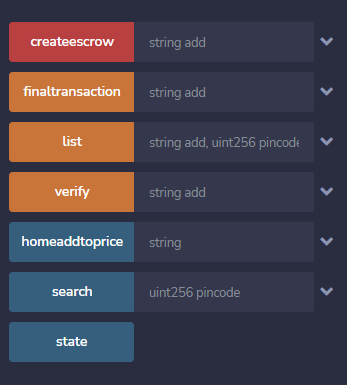 createescrow string add
finaltransaction string add
list string add, uint256 pincode
verify string add
homeaddtoprice string
search uint256 pincode
state